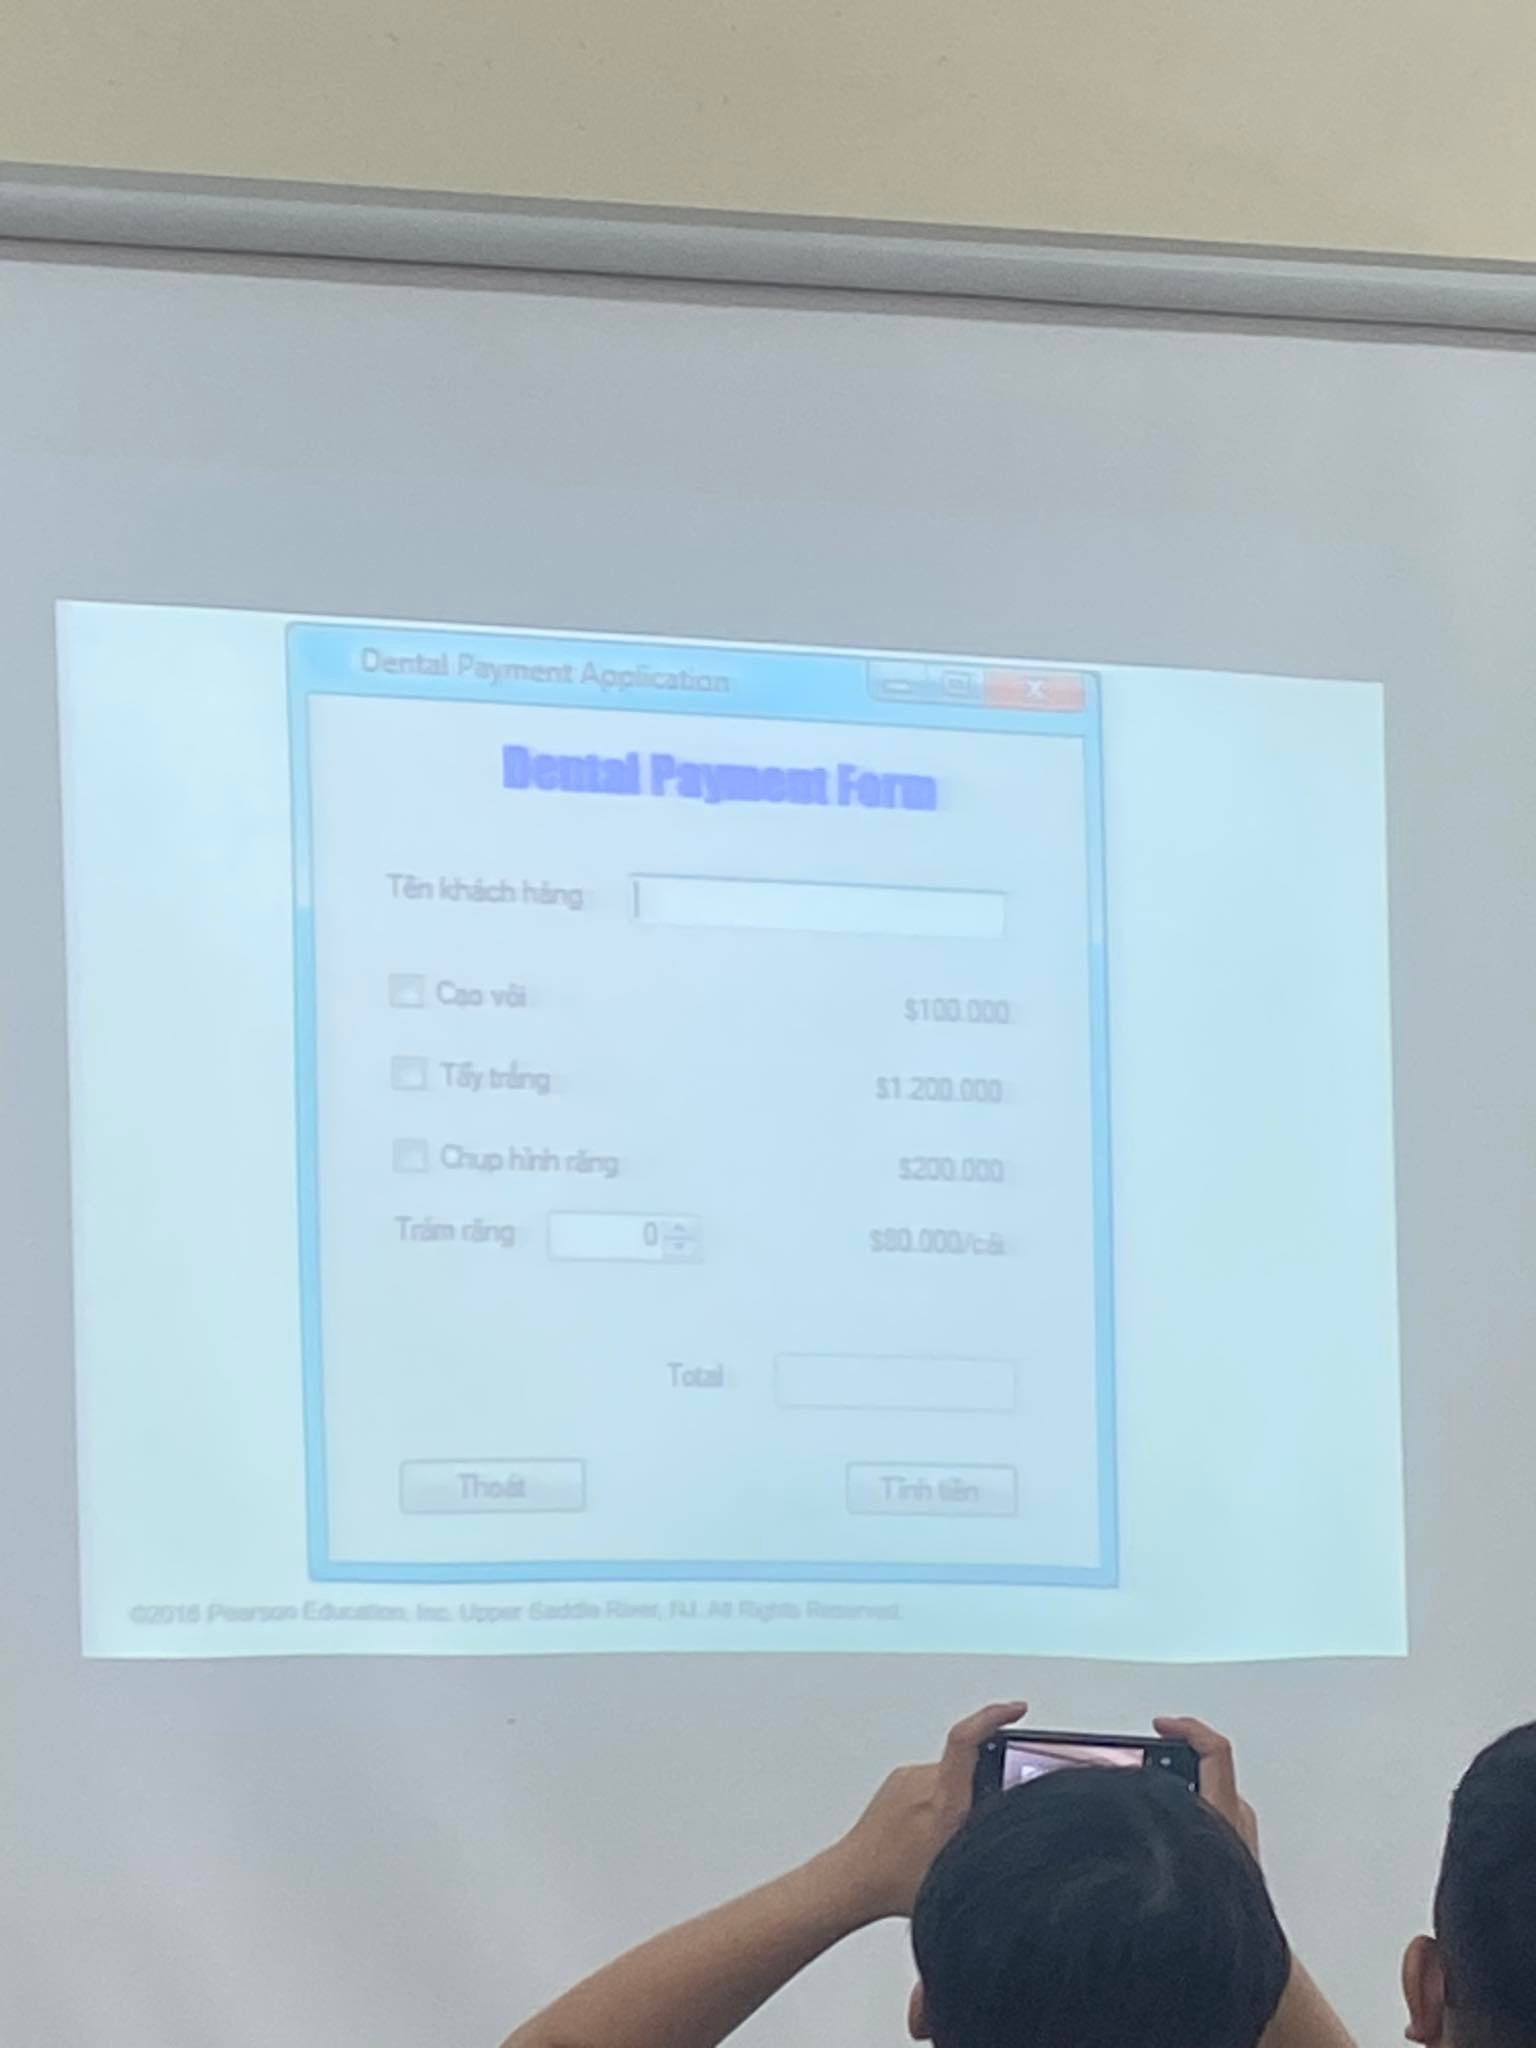 Dental Payment Application
Dental Payment Form
Tên khách hàng
Cạo vôi $100.000
Tẩy trắng $1.200.000
Chụp hình răng $200.000
Trám răng 0 $80.000/cái
Total
Thoát Tính tiền
©2016 Pearson Education, Inc. Upper Saddle River, NJ. All Rights Reserved.